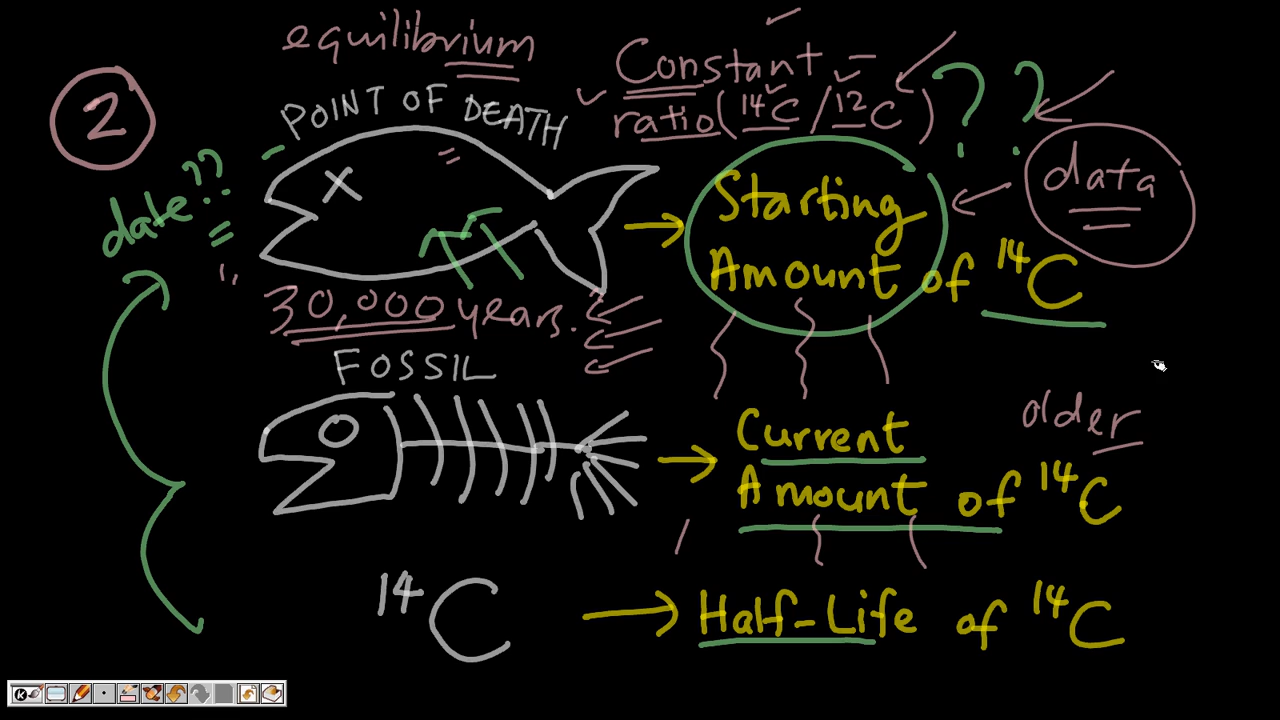 equilibrium
2
POINT OF DEATH
Constant
ratio (¹⁴C / ¹²C) ? ?
date??
data
Starting
Amount of ¹⁴C
30,000 years.
FOSSIL
older
Current
Amount of ¹⁴C
¹⁴C
Half-Life of ¹⁴C